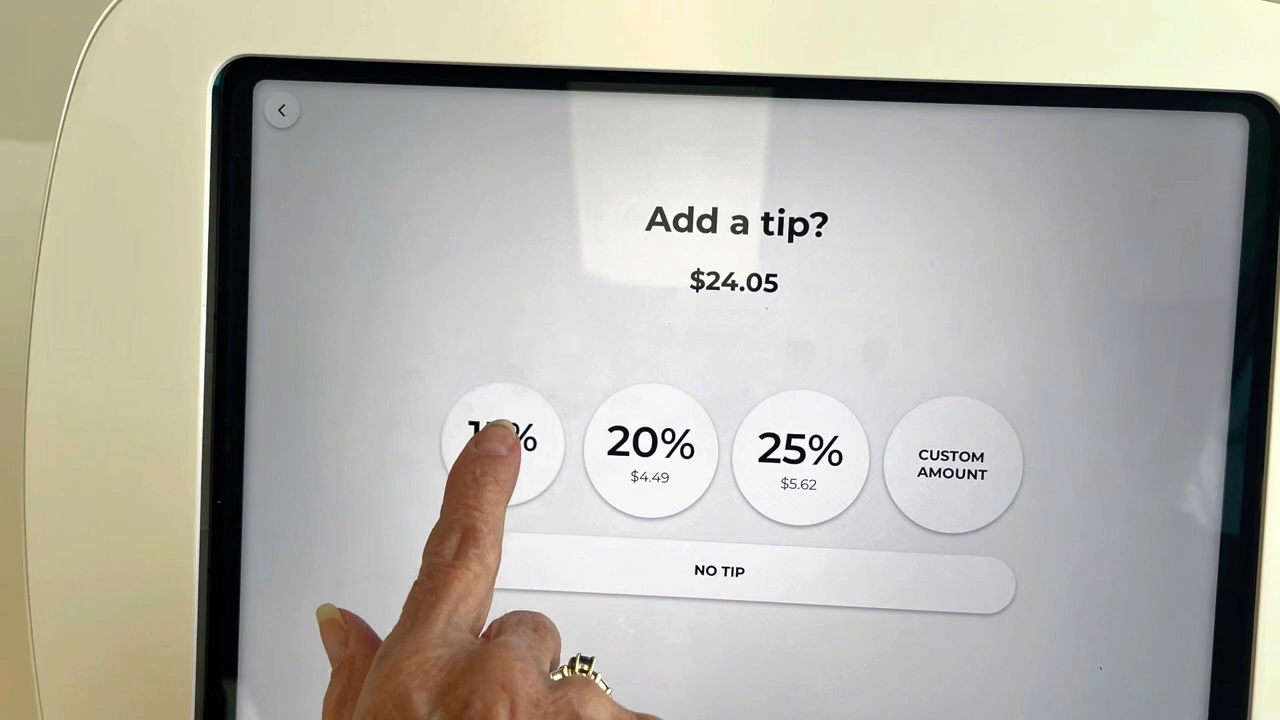 Add a tip?
$24.05
20%
$4.49
25%
$5.62
CUSTOM
AMOUNT
NO TIP